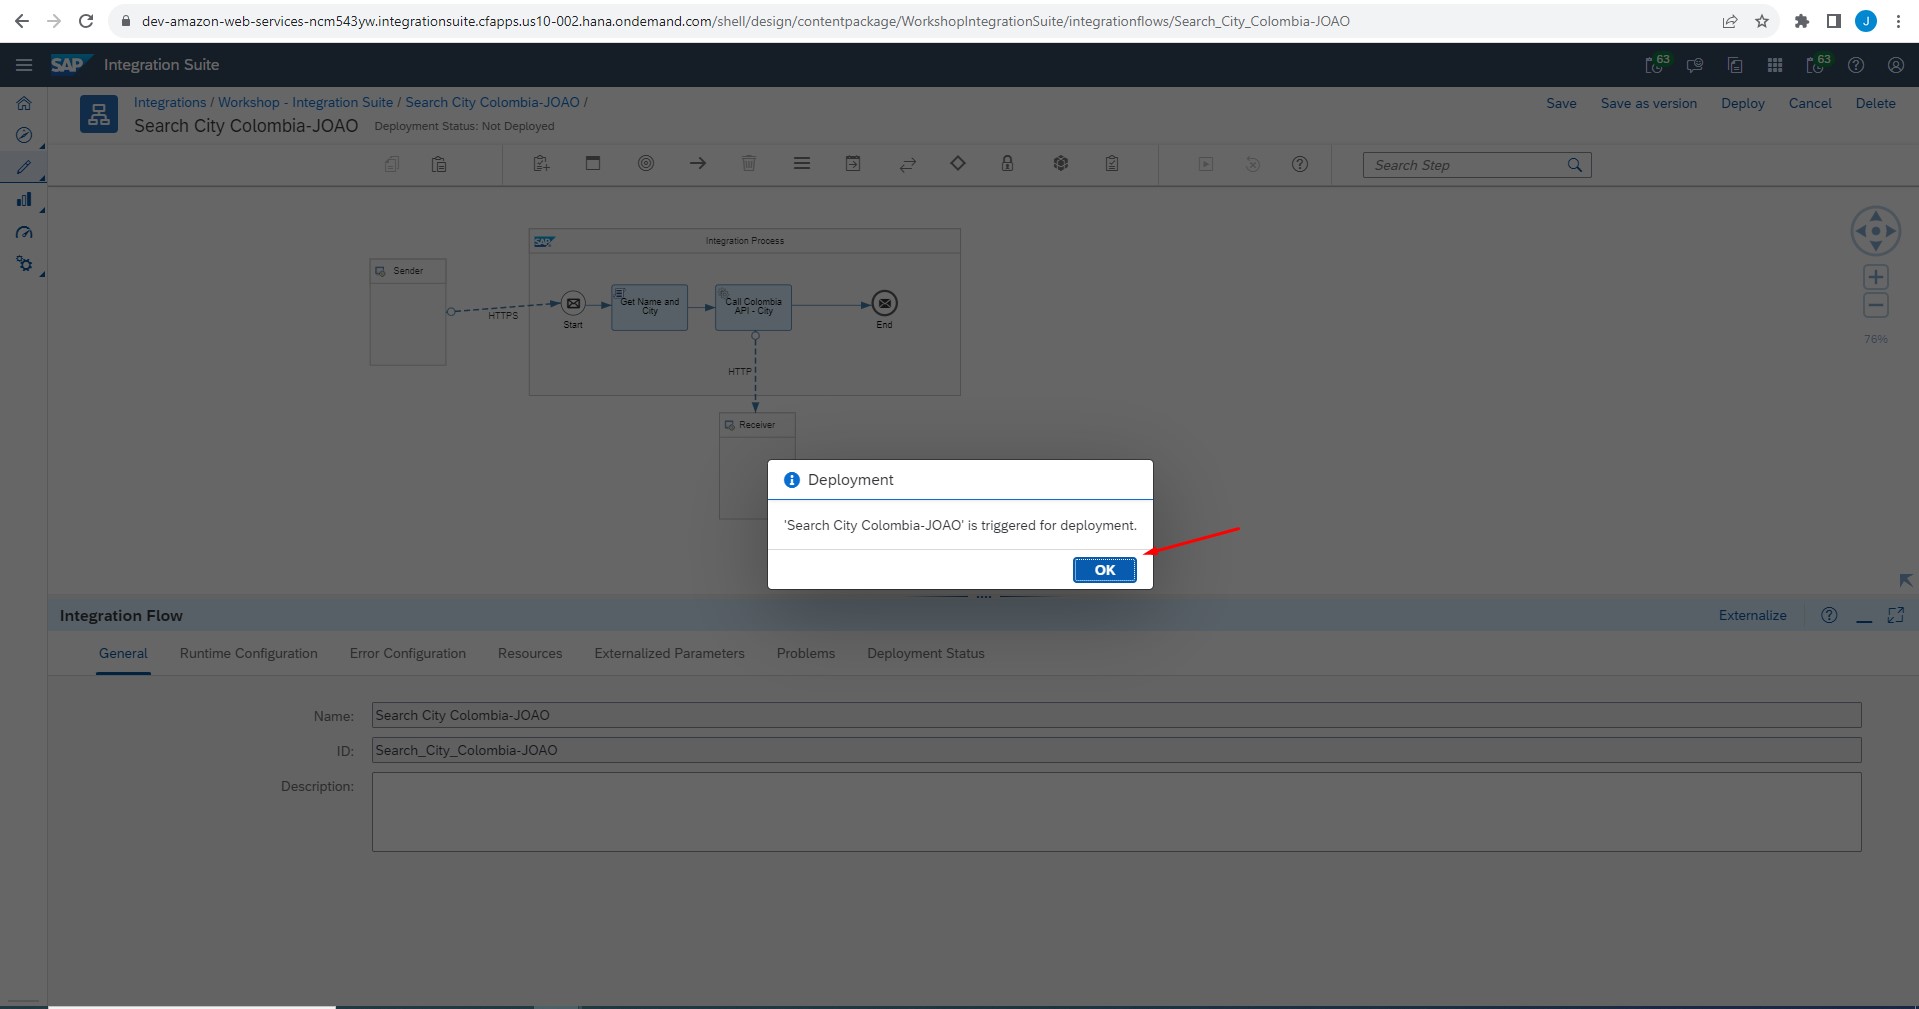 dev-amazon-web-services-ncm543yw.integrationsuite.cfapps.us10-002.hana.ondemand.com/shell/design/contentpackage/WorkshopIntegrationSuite/integrationflows/Search_City_Colombia-JOAO
J
SAP Integration Suite
63
63
Integrations / Workshop - Integration Suite / Search City Colombia-JOAO /
Save Save as version Deploy Cancel Delete
Search City Colombia-JOAO Deployment Status: Not Deployed
Search Step
SAP Integration Process
Sender
Get Name and
City
Call Colombia
API - City
HTTPS
Start
End
76%
HTTP
Receiver
Deployment
'Search City Colombia-JOAO' is triggered for deployment.
OK
Integration Flow
Externalize
General Runtime Configuration Error Configuration Resources Externalized Parameters Problems Deployment Status
Name: Search City Colombia-JOAO
ID: Search_City_Colombia-JOAO
Description: